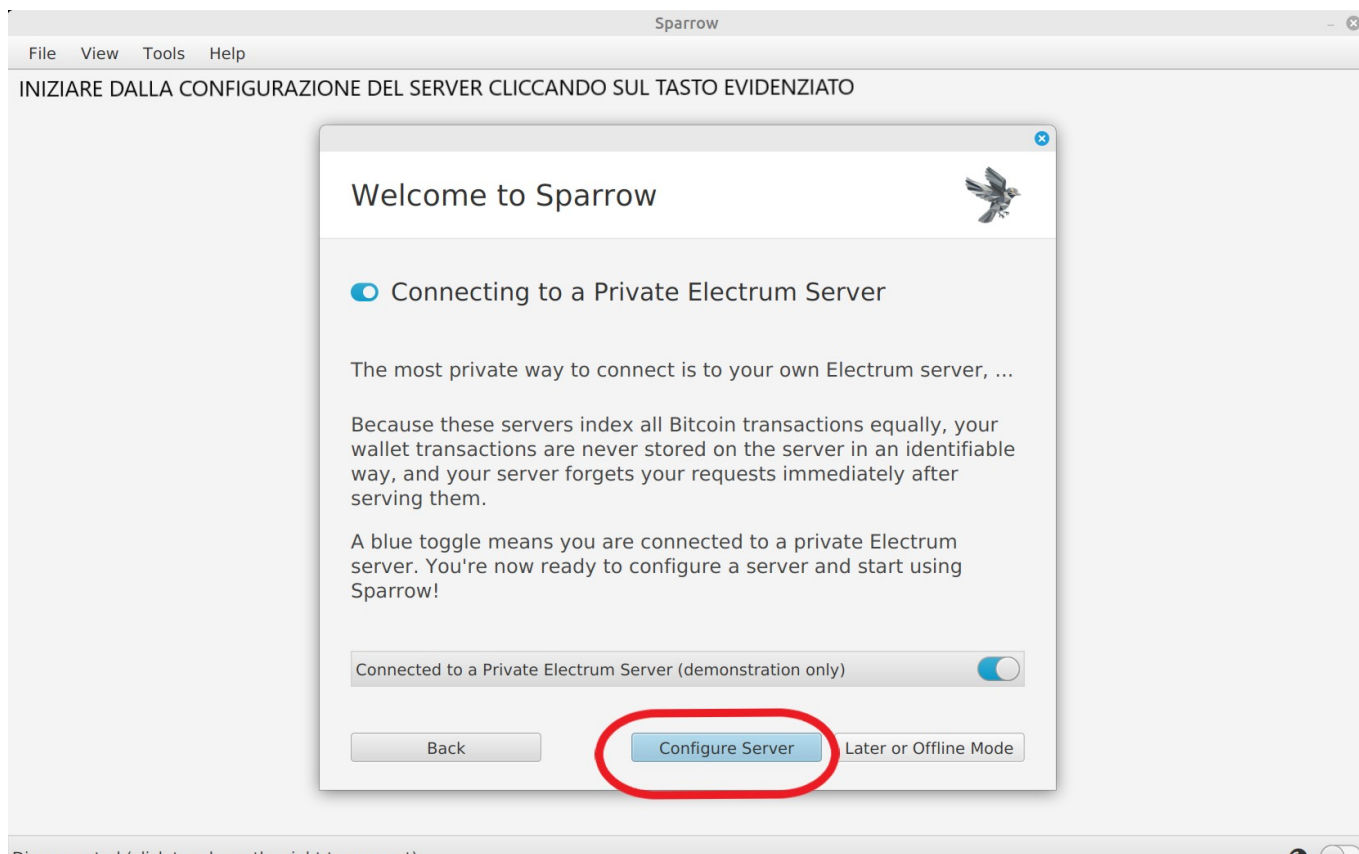 Sparrow
File View Tools Help
INIZIARE DALLA CONFIGURAZIONE DEL SERVER CLICCANDO SUL TASTO EVIDENZIATO
Welcome to Sparrow
Connecting to a Private Electrum Server
The most private way to connect is to your own Electrum server, ...
Because these servers index all Bitcoin transactions equally, your
wallet transactions are never stored on the server in an identifiable
way, and your server forgets your requests immediately after
serving them.
A blue toggle means you are connected to a private Electrum
server. You're now ready to configure a server and start using
Sparrow!
Connected to a Private Electrum Server (demonstration only)
Back Configure Server Later or Offline Mode